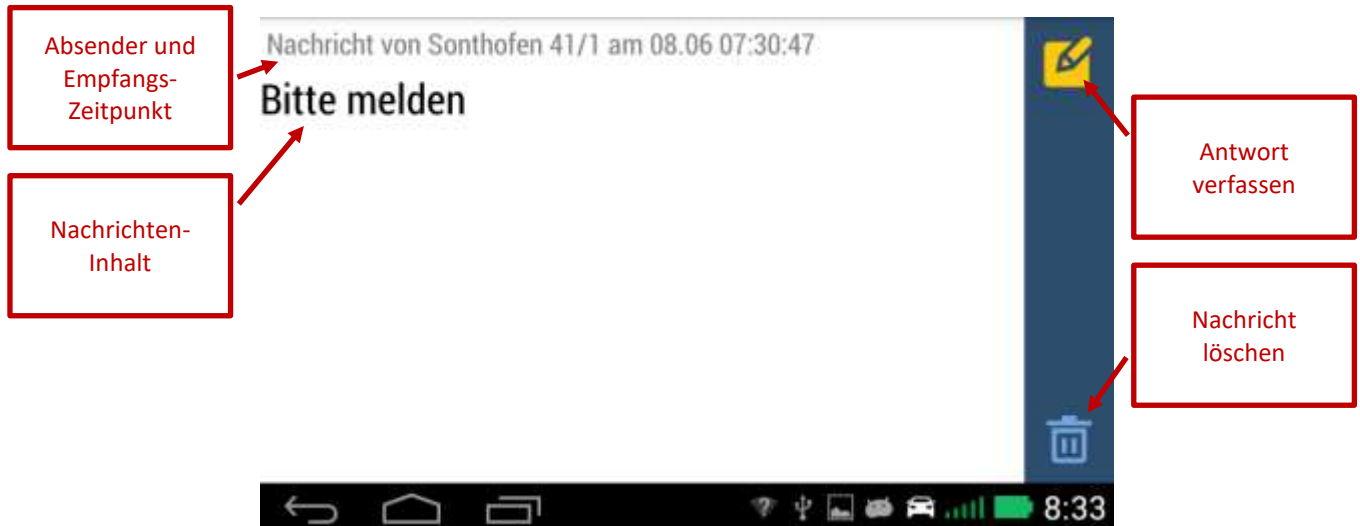 Absender und
Empfangs-
Zeitpunkt
Nachricht von Sonthofen 41/1 am 08.06 07:30:47
Bitte melden
Nachrichten-
Inhalt
Antwort
verfassen
Nachricht
löschen
8:33